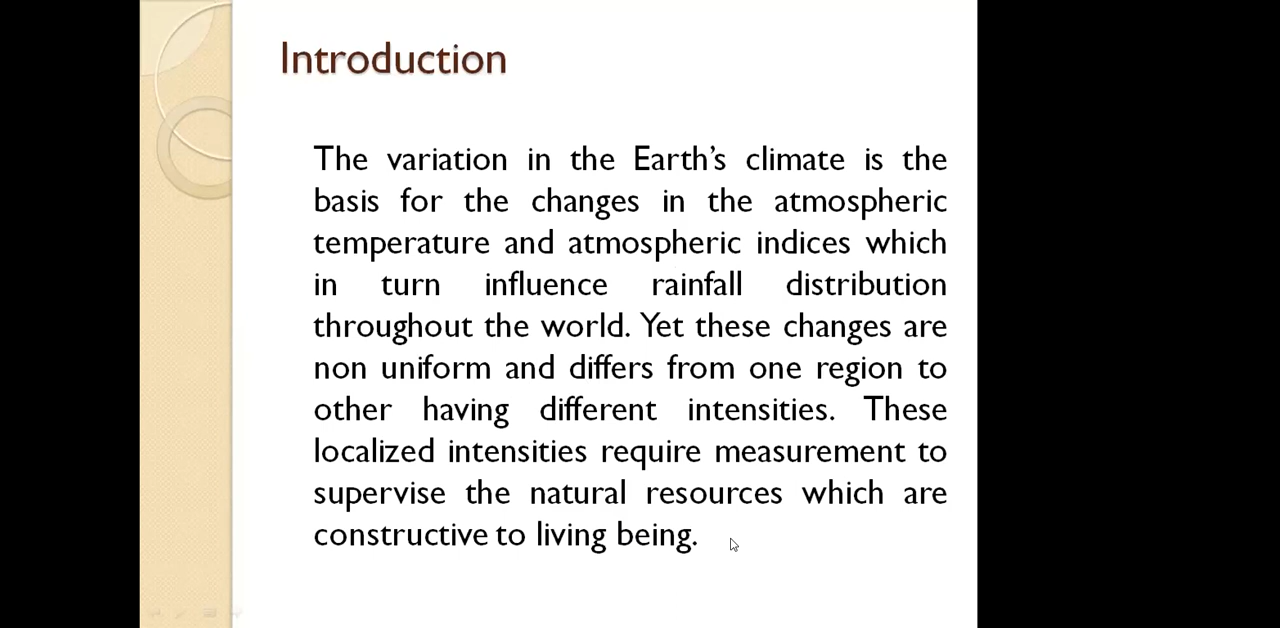 Introduction
The variation in the Earth’s climate is the
basis for the changes in the atmospheric
temperature and atmospheric indices which
in turn influence rainfall distribution
throughout the world. Yet these changes are
non uniform and differs from one region to
other having different intensities. These
localized intensities require measurement to
supervise the natural resources which are
constructive to living being.